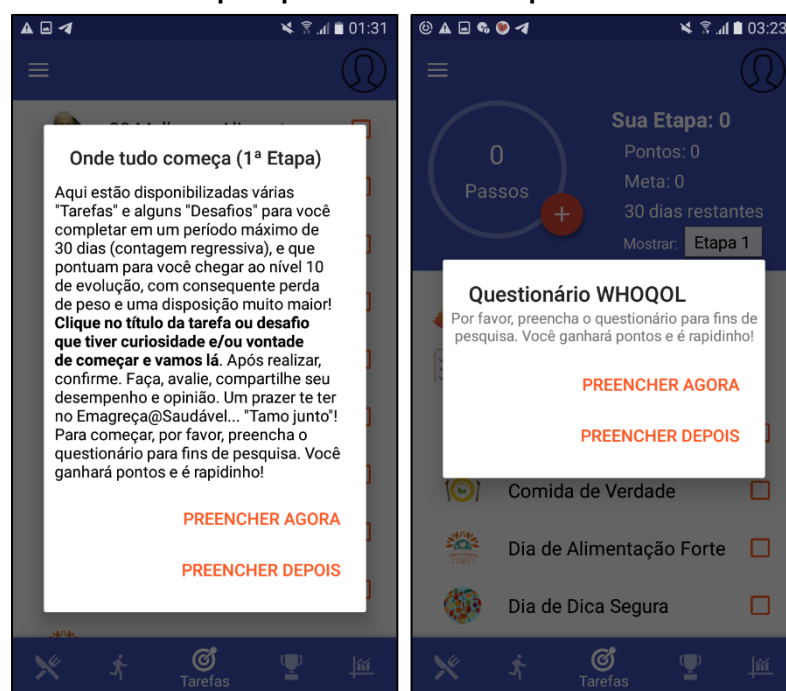 01:31
Onde tudo começa (1ª Etapa)
Aqui estão disponibilizadas várias
"Tarefas" e alguns "Desafios" para você
completar em um período máximo de
30 dias (contagem regressiva), e que
pontuam para você chegar ao nível 10
de evolução, com consequente perda
de peso e uma disposição muito maior!
Clique no título da tarefa ou desafio
que tiver curiosidade e/ou vontade
de começar e vamos lá. Após realizar,
confirme. Faça, avalie, compartilhe seu
desempenho e opinião. Um prazer te ter
no Emagreça@Saudável... "Tamo junto"!
Para começar, por favor, preencha o
questionário para fins de pesquisa. Você
ganhará pontos e é rapidinho!
PREENCHER AGORA
PREENCHER DEPOIS
Tarefas
03:23
0
Passos
+
Sua Etapa: 0
Pontos: 0
Meta: 0
30 dias restantes
Mostrar: Etapa 1
Questionário WHOQOL
Por favor, preencha o questionário para fins de
pesquisa. Você ganhará pontos e é rapidinho!
PREENCHER AGORA
PREENCHER DEPOIS
Comida de Verdade
Dia de Alimentação Forte
Dia de Dica Segura
Tarefas